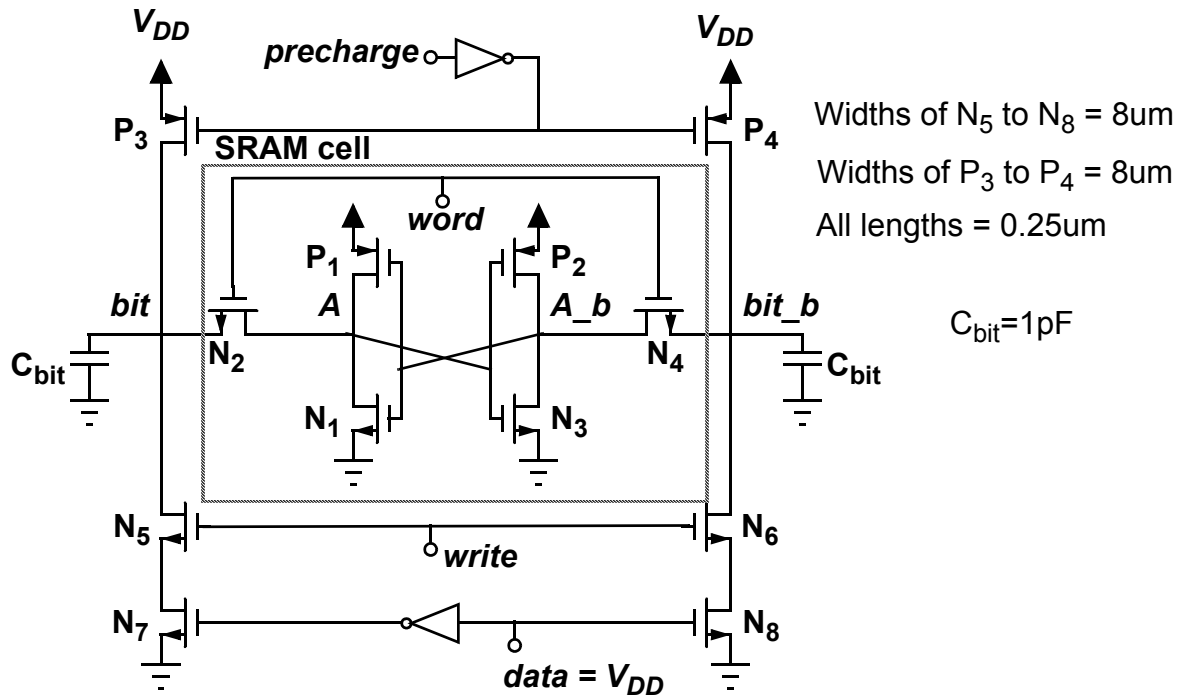 V_DD
V_DD
precharge
P_3
P_4
Widths of N_5 to N_8 = 8um
SRAM cell
Widths of P_3 to P_4 = 8um
word
All lengths = 0.25um
P_1
P_2
bit
A
A_b
bit_b
C_bit=1pF
N_2
N_4
C_bit
C_bit
N_1
N_3
N_5
N_6
write
N_7
N_8
data = V_DD